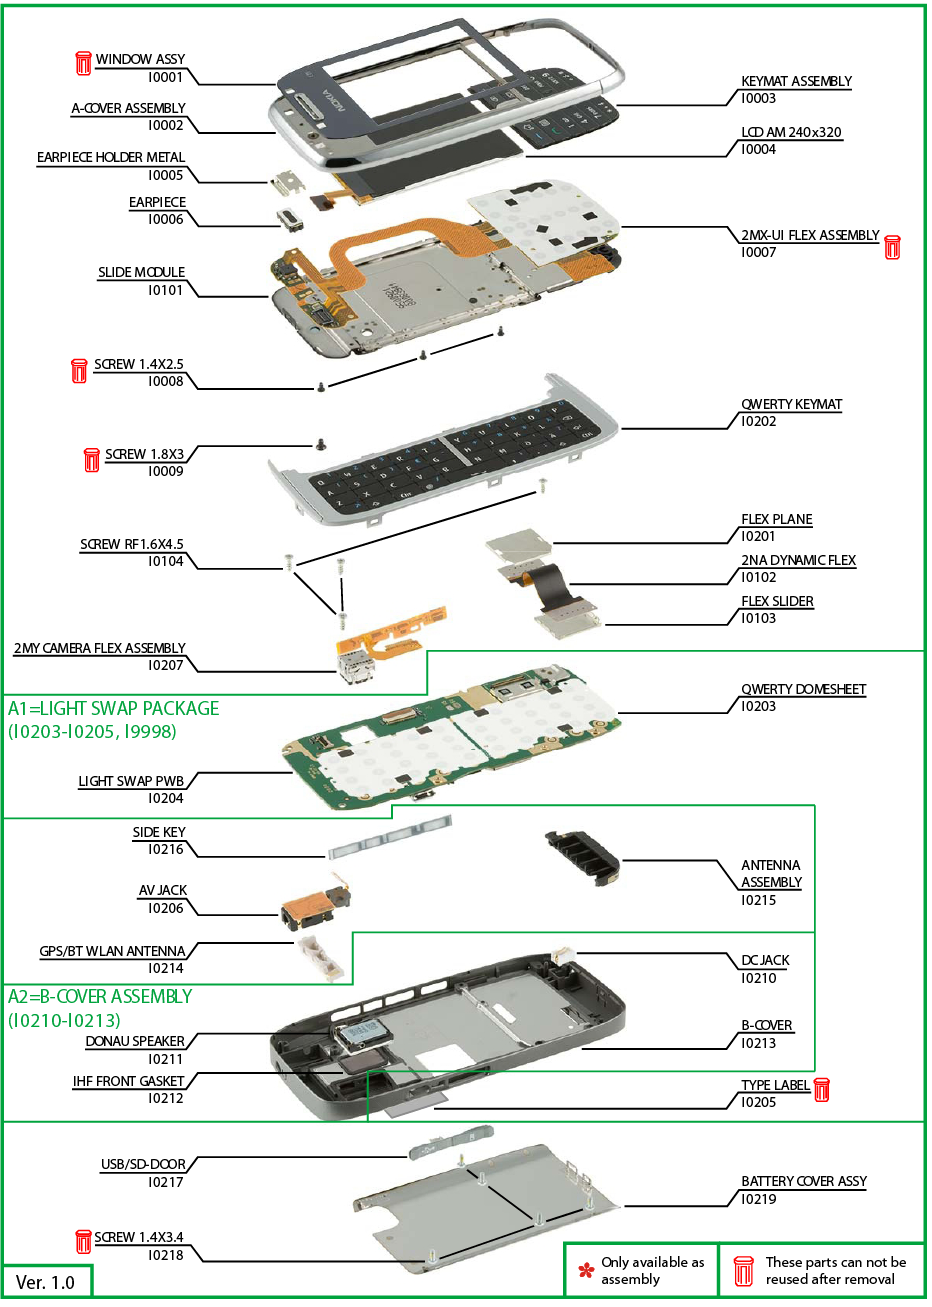 WINDOW ASSY
I0001
A-COVER ASSEMBLY
I0002
EARPIECE HOLDER METAL
I0005
EARPIECE
I0006
SLIDE MODULE
I0101
SCREW 1.4X2.5
I0008
SCREW 1.8X3
I0009
SCREW RF1.6X4.5
I0104
2MY CAMERA FLEX ASSEMBLY
I0207
NOKIA
KEYMAT ASSEMBLY
I0003
LCD AM 240x320
I0004
2MX-UI FLEX ASSEMBLY
I0007
QWERTY KEYMAT
I0202
FLEX PLANE
I0201
2NA DYNAMIC FLEX
I0102
FLEX SLIDER
I0103
A1=LIGHT SWAP PACKAGE
(I0203-I0205, I9998)
QWERTY DOMESHEET
I0203
LIGHT SWAP PWB
I0204
SIDE KEY
I0216
AV JACK
I0206
GPS/BT WLAN ANTENNA
I0214
ANTENNA
ASSEMBLY
I0215
A2=B-COVER ASSEMBLY
(I0210-I0213)
DC JACK
I0210
DONAU SPEAKER
I0211
B-COVER
I0213
IHF FRONT GASKET
I0212
TYPE LABEL
I0205
USB/SD-DOOR
I0217
BATTERY COVER ASSY
I0219
SCREW 1.4X3.4
I0218
Ver. 1.0
Only available as
assembly
These parts can not be
reused after removal